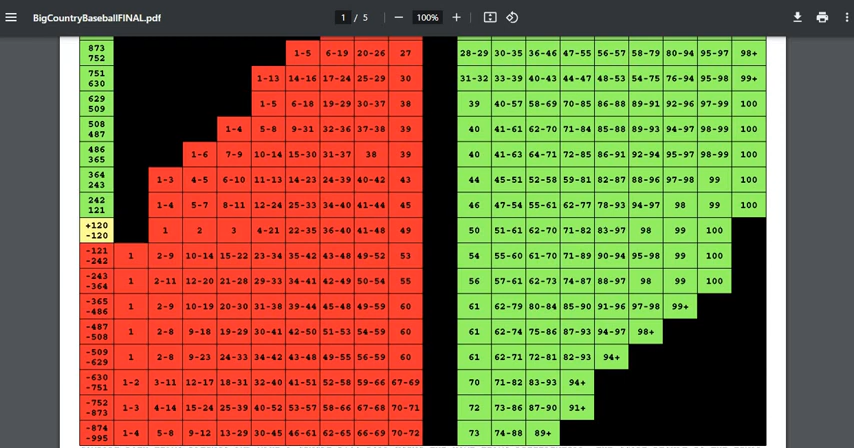 BigCountryBaseballFINAL.pdf 1 / 5 100%
873 752 1-5 6-19 20-26 27 28-29 30-35 36-46 47-55 56-57 58-79 80-94 95-97 98+
751 630 1-13 14-16 17-24 25-29 30 31-32 33-39 40-43 44-47 48-53 54-75 76-94 95-98 99+
629 509 1-5 6-18 19-29 30-37 38 39 40-57 58-69 70-85 86-88 89-91 92-96 97-99 100
508 487 1-4 5-8 9-31 32-36 37-38 39 40 41-61 62-70 71-84 85-88 89-93 94-97 98-99 100
486 365 1-6 7-9 10-14 15-30 31-37 38 39 40 41-63 64-71 72-85 86-91 92-94 95-97 98-99 100
364 243 1-3 4-5 6-10 11-13 14-23 24-39 40-42 43 44 45-51 52-58 59-81 82-87 88-96 97-98 99 100
242 121 1-4 5-7 8-11 12-24 25-33 34-40 41-44 45 46 47-54 55-61 62-77 78-93 94-97 98 99 100
+120 -120 1 2 3 4-21 22-35 36-40 41-48 49 50 51-61 62-70 71-82 83-97 98 99 100
-121 -242 1 2-9 10-14 15-22 23-34 35-42 43-48 49-52 53 54 55-60 61-70 71-89 90-94 95-98 99 100
-243 -364 1 2-11 12-20 21-28 29-33 34-41 42-49 50-54 55 56 57-61 62-73 74-87 88-97 98 99 100
-365 -486 1 2-9 10-19 20-30 31-38 39-44 45-48 49-59 60 61 62-79 80-84 85-90 91-96 97-98 99+
-487 -508 1 2-8 9-18 19-29 30-41 42-50 51-53 54-59 60 61 62-74 75-86 87-93 94-97 98+
-509 -629 1 2-8 9-23 24-33 34-42 43-48 49-55 56-59 60 61 62-71 72-81 82-93 94+
-630 -751 1-2 3-11 12-17 18-31 32-40 41-51 52-58 59-66 67-69 70 71-82 83-93 94+
-752 -873 1-3 4-14 15-24 25-39 40-52 53-57 58-66 67-68 70-71 72 73-86 87-90 91+
-874 -995 1-4 5-8 9-12 13-29 30-45 46-61 62-65 66-69 70-72 73 74-88 89+